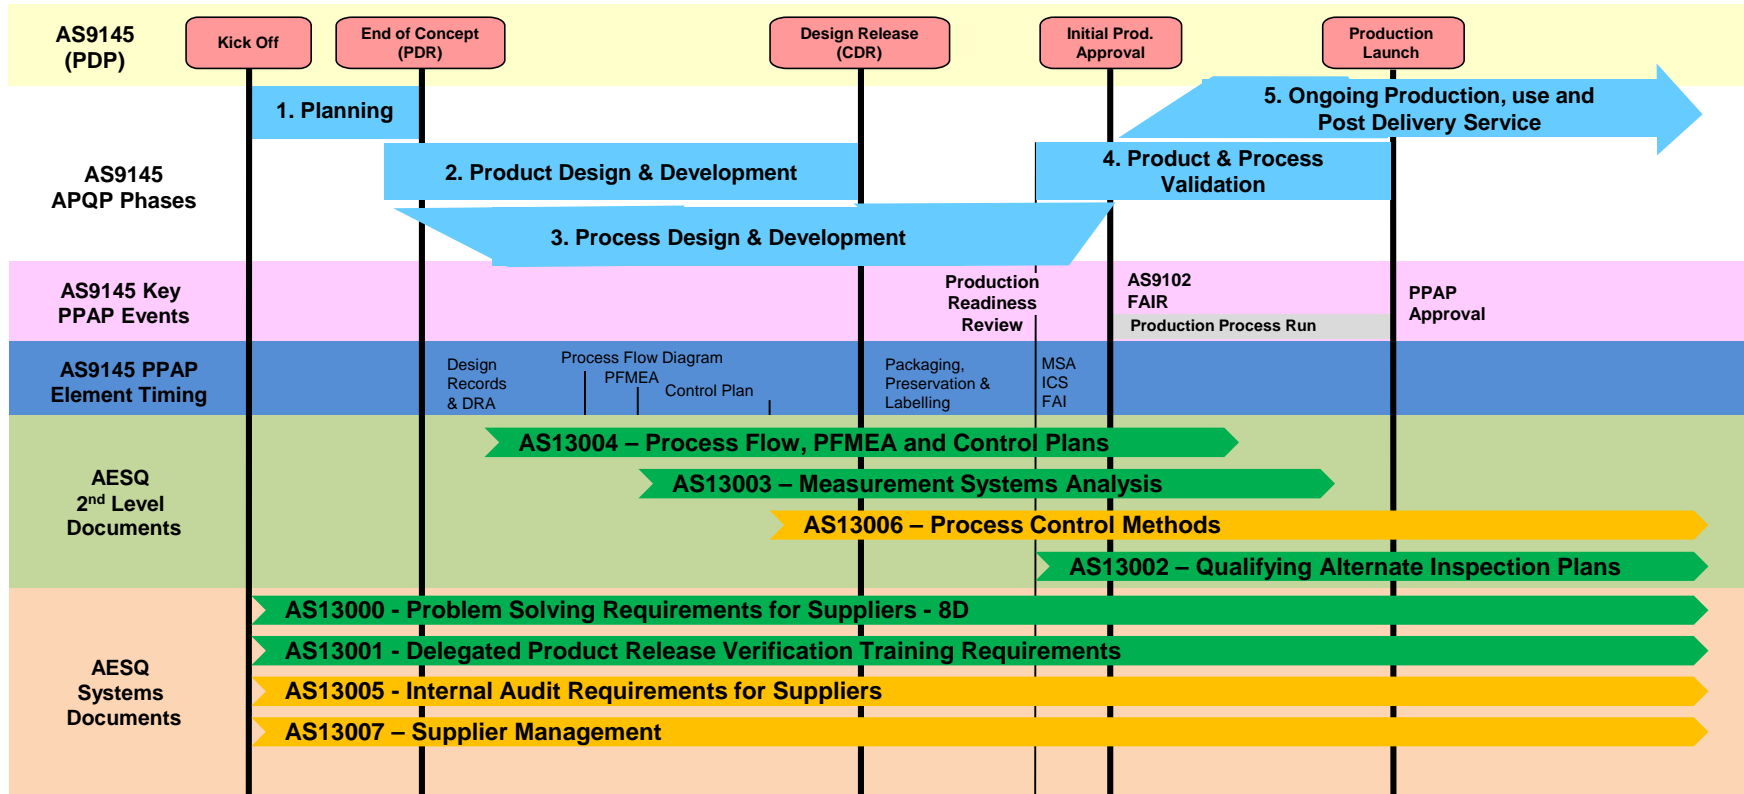 AS9145
(PDP)
Kick Off
End of Concept
(PDR)
Design Release
(CDR)
Initial Prod.
Approval
Production
Launch
AS9145
APQP Phases
1. Planning
2. Product Design & Development
3. Process Design & Development
4. Product & Process
Validation
5. Ongoing Production, use and
Post Delivery Service
AS9145 Key
PPAP Events
Production
Readiness
Review
AS9102
FAIR
Production Process Run
PPAP
Approval
AS9145 PPAP
Element Timing
Design
Records
& DRA
Process Flow Diagram
PFMEA
Control Plan
Packaging,
Preservation &
Labelling
MSA
ICS
FAI
AESQ
2nd Level
Documents
AS13004 – Process Flow, PFMEA and Control Plans
AS13003 – Measurement Systems Analysis
AS13006 – Process Control Methods
AS13002 – Qualifying Alternate Inspection Plans
AESQ
Systems
Documents
AS13000 - Problem Solving Requirements for Suppliers - 8D
AS13001 - Delegated Product Release Verification Training Requirements
AS13005 - Internal Audit Requirements for Suppliers
AS13007 – Supplier Management